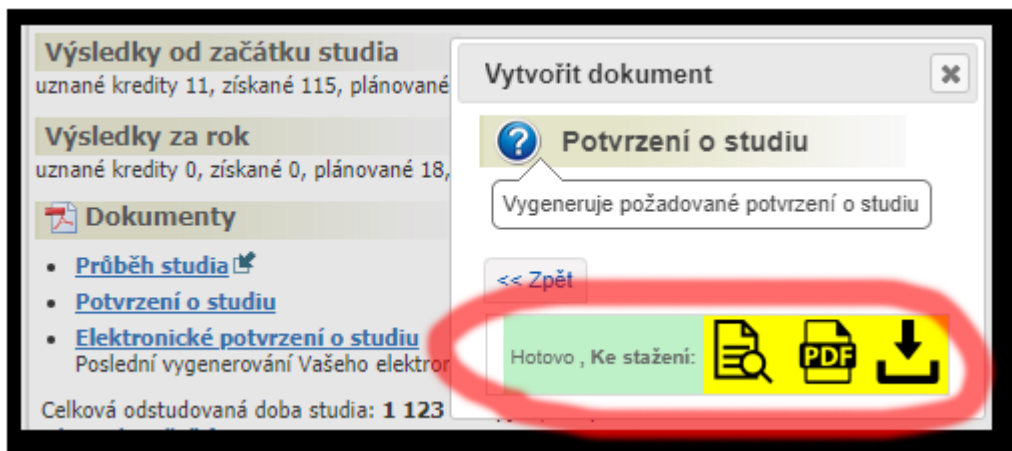 Výsledky od začátku studia
uznané kredity 11, získané 115, plánované
Výsledky za rok
uznané kredity 0, získané 0, plánované 18,
Dokumenty
Průběh studia
Potvrzení o studiu
Elektronické potvrzení o studiu
Poslední vygenerování Vašeho elektron
Celková odstudovaná doba studia: 1 123
Vytvořit dokument
Potvrzení o studiu
Vygeneruje požadované potvrzení o studiu
<< Zpět
Hotovo , Ke stažení:
PDF